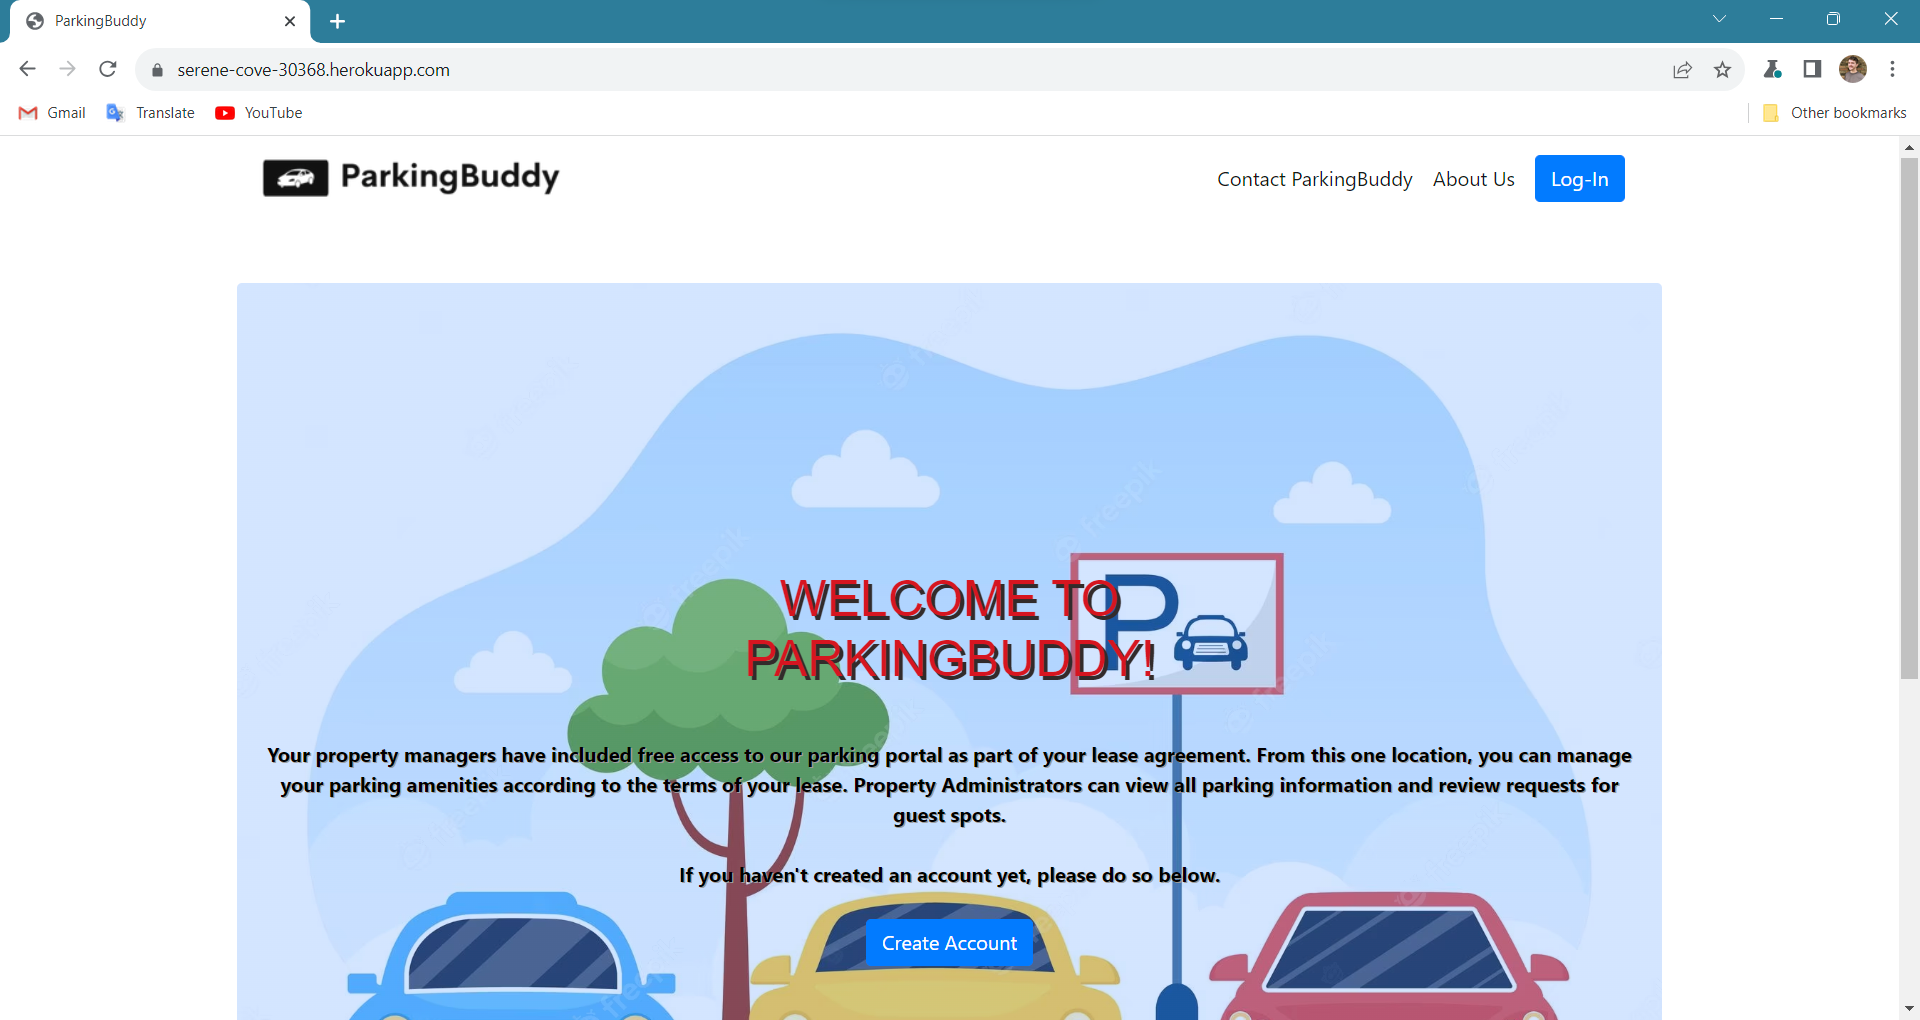 ParkingBuddy
serene-cove-30368.herokuapp.com
Gmail Translate YouTube Other bookmarks
ParkingBuddy Contact ParkingBuddy About Us Log-In
WELCOME TO
PARKINGBUDDY!
P
Your property managers have included free access to our parking portal as part of your lease agreement. From this one location, you can manage
your parking amenities according to the terms of your lease. Property Administrators can view all parking information and review requests for
guest spots.
If you haven't created an account yet, please do so below.
Create Account
freepik
freepik